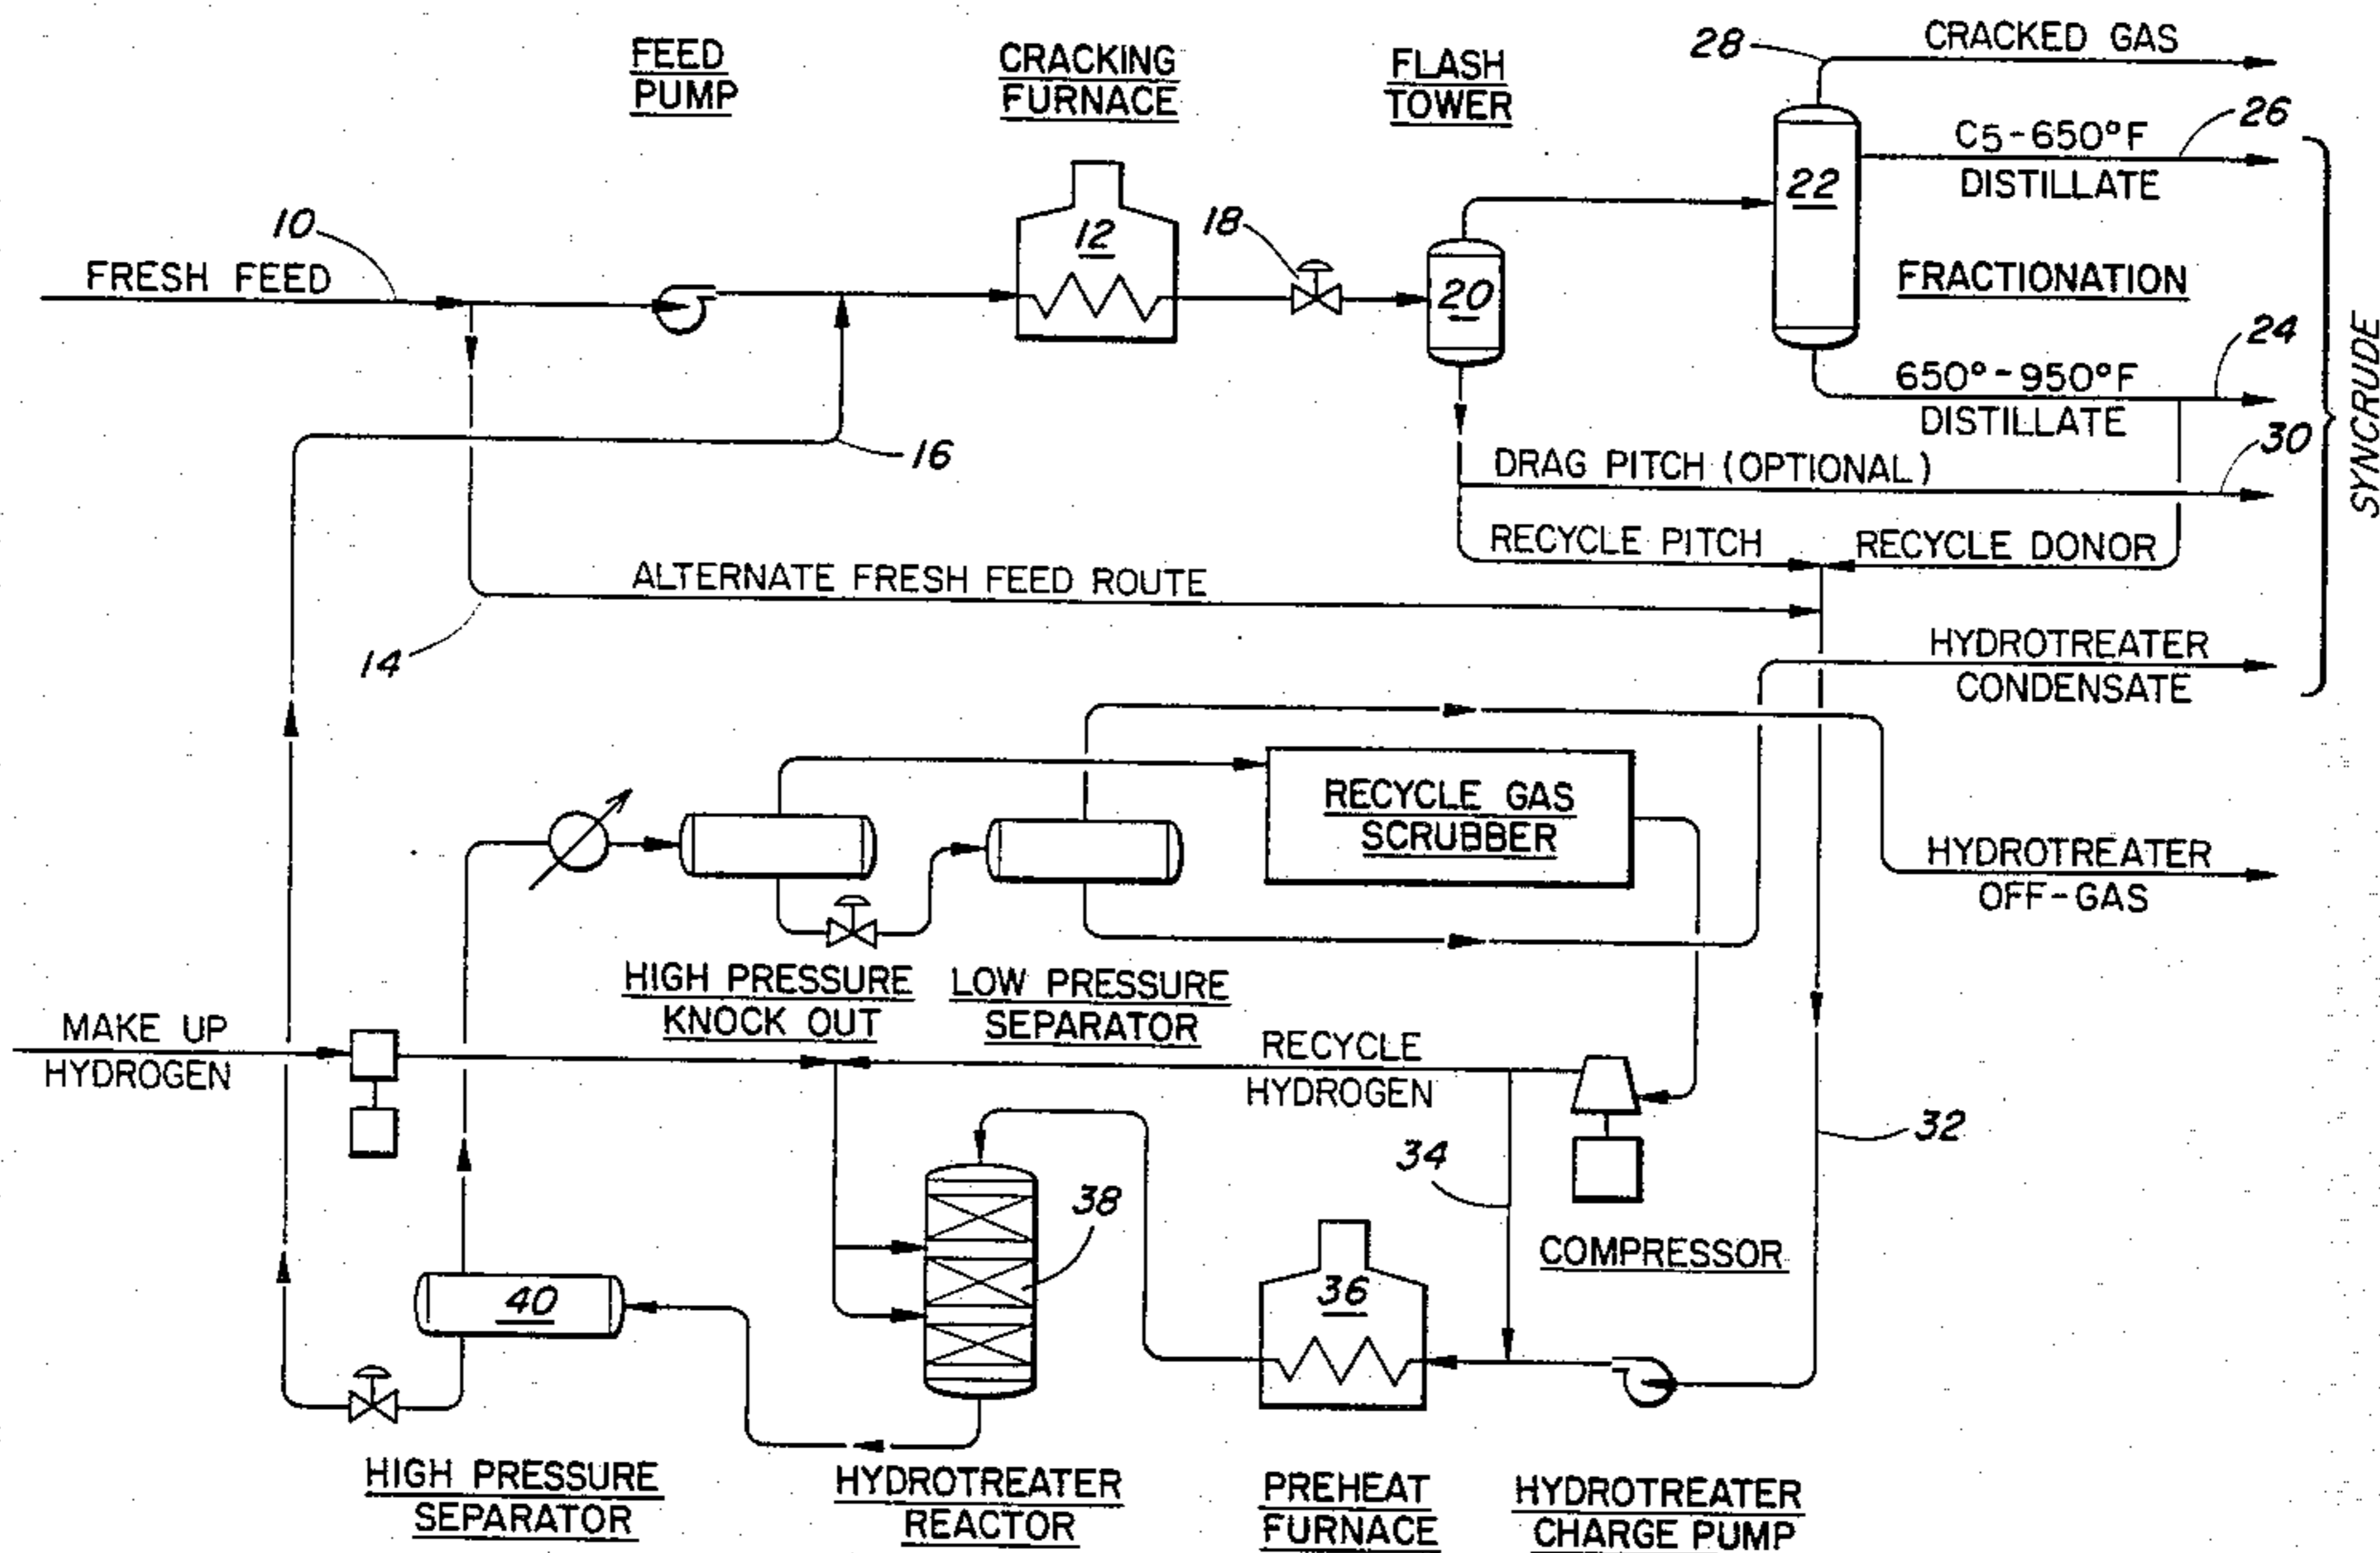 FEED
PUMP
CRACKING
FURNACE
FLASH
TOWER
28
CRACKED GAS
26
C5-650°F
DISTILLATE
22
10
FRESH FEED
12
18
20
FRACTIONATION
24
650°-950°F
DISTILLATE
16
30
SYNCRUDE
DRAG PITCH (OPTIONAL)
RECYCLE PITCH
RECYCLE DONOR
ALTERNATE FRESH FEED ROUTE
14
HYDROTREATER
CONDENSATE
RECYCLE GAS
SCRUBBER
HYDROTREATER
OFF-GAS
HIGH PRESSURE
KNOCK OUT
LOW PRESSURE
SEPARATOR
MAKE UP
HYDROGEN
RECYCLE
HYDROGEN
32
34
38
COMPRESSOR
40
36
HIGH PRESSURE
SEPARATOR
HYDROTREATER
REACTOR
PREHEAT
FURNACE
HYDROTREATER
CHARGE PUMP